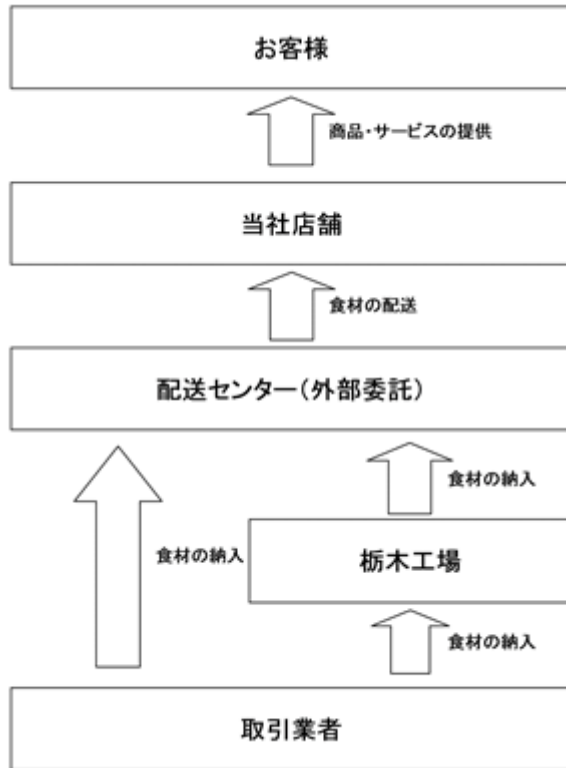 お客様
商品・サービスの提供
当社店舗
食材の配送
配送センター(外部委託)
食材の納入
食材の納入
栃木工場
食材の納入
取引業者